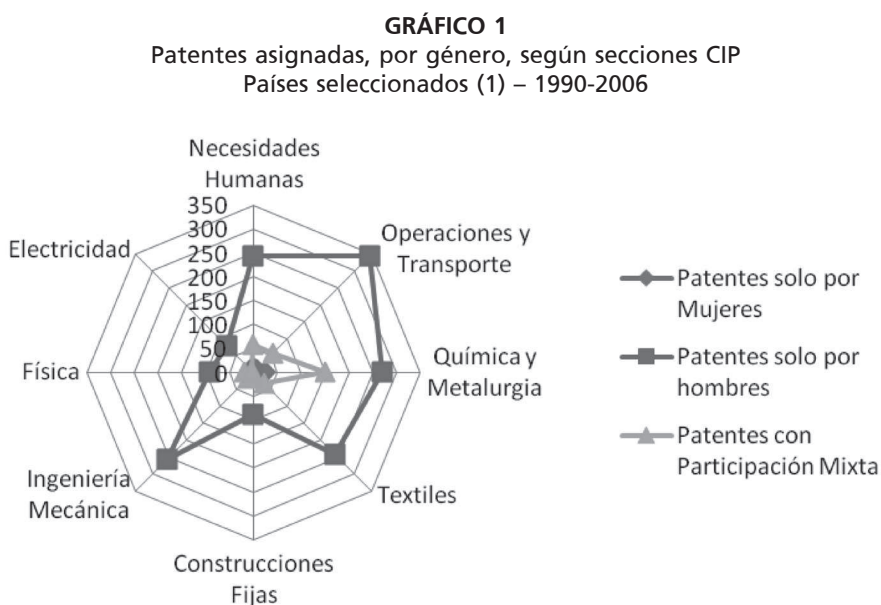 GRÁFICO 1
Patentes asignadas, por género, según secciones CIP
Países seleccionados (1) – 1990-2006
Necesidades
Humanas
350
300
250
200
150
100
50
0
Operaciones y
Transporte
Química y
Metalurgia
Textiles
Construcciones
Fijas
Ingeniería
Mecánica
Física
Electricidad
Patentes solo por
Mujeres
Patentes solo por
hombres
Patentes con
Participación Mixta